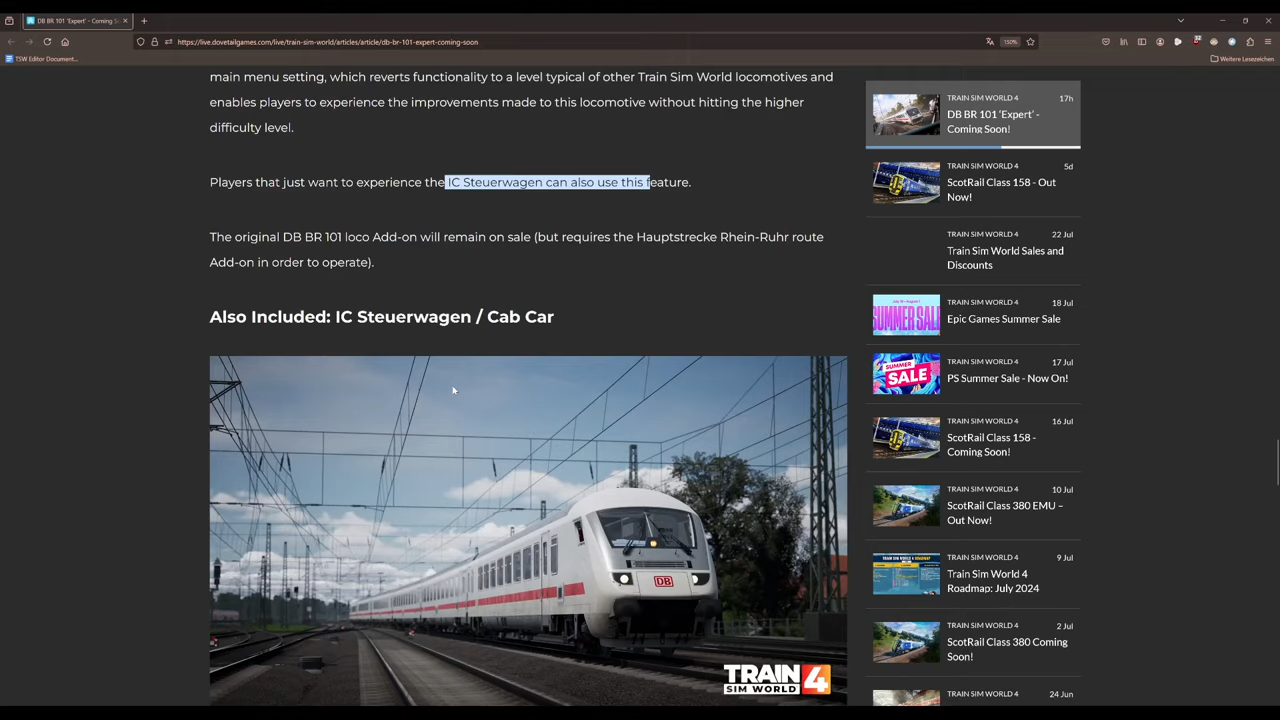 DB BR 101 'Expert' - Coming S
TSW Editor Document...
https://live.dovetailgames.com/live/train-sim-world/articles/article/db-br-101-expert-coming-soon
150%
Weitere Lesezeichen
main menu setting, which reverts functionality to a level typical of other Train Sim World locomotives and
enables players to experience the improvements made to this locomotive without hitting the higher
difficulty level.
Players that just want to experience the IC Steuerwagen can also use this feature.
The original DB BR 101 loco Add-on will remain on sale (but requires the Hauptstrecke Rhein-Ruhr route
Add-on in order to operate).
Also Included: IC Steuerwagen / Cab Car
DB
TRAIN
SIM WORLD 4
TRAIN SIM WORLD 4 17h
DB BR 101 'Expert' -
Coming Soon!
TRAIN SIM WORLD 4 5d
ScotRail Class 158 - Out
Now!
TRAIN SIM WORLD 4 22 Jul
Train Sim World Sales and
Discounts
SUMMER SAL
TRAIN SIM WORLD 4 18 Jul
Epic Games Summer Sale
SUMMER
SALE
TRAIN SIM WORLD 4 17 Jul
PS Summer Sale - Now On!
TRAIN SIM WORLD 4 16 Jul
ScotRail Class 158 -
Coming Soon!
TRAIN SIM WORLD 4 10 Jul
ScotRail Class 380 EMU –
Out Now!
TRAIN SIM WORLD 4 9 Jul
Train Sim World 4
Roadmap: July 2024
TRAIN SIM WORLD 4 2 Jul
ScotRail Class 380 Coming
Soon!
TRAIN SIM WORLD 4 24 Jun